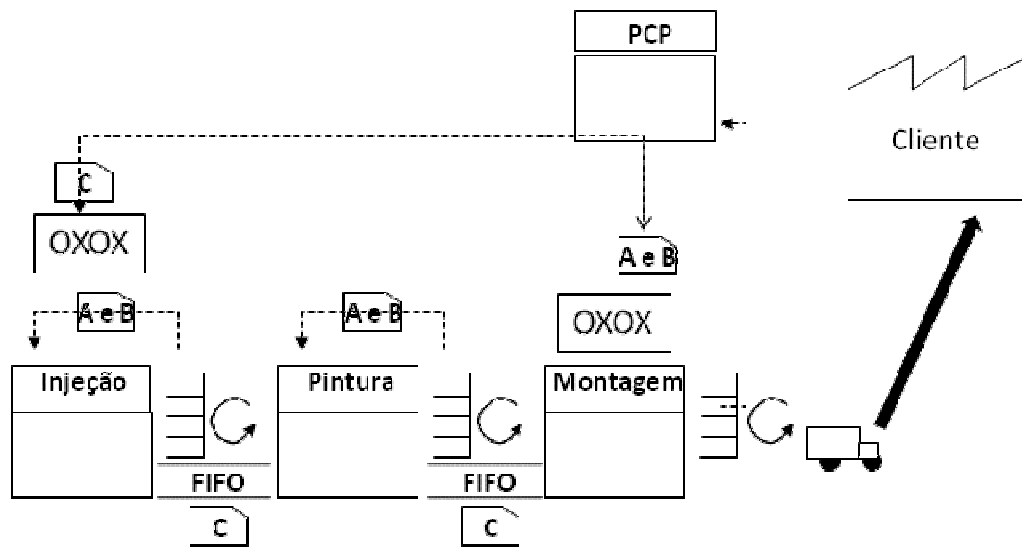 PCP
Cliente
C
OXOX
A e B
A e B
A e B
OXOX
Injeção
Pintura
Montagem
FIFO
FIFO
C
C